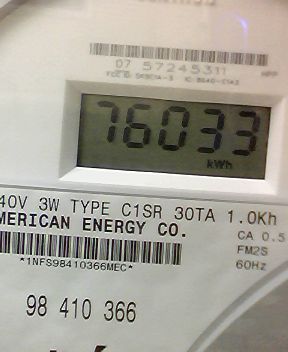 07 57245311
76033
kWh
40V 3W TYPE C1SR 30TA 1.0Kh
MERICAN ENERGY CO.
CA 0.5
FM2S
60Hz
*1NFS98410366MEC*
98 410 366